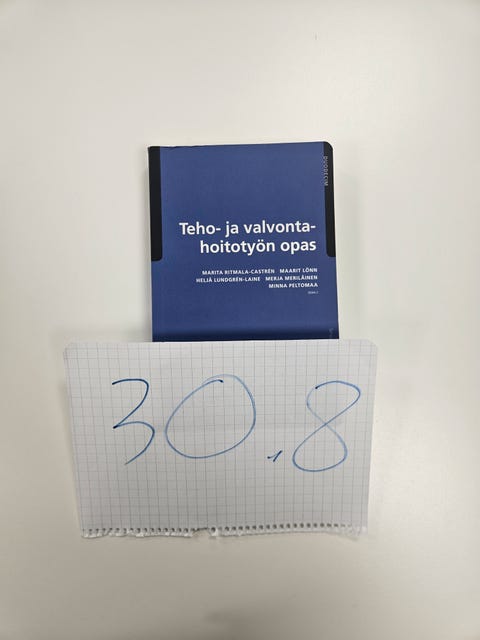 DUODECIM
Teho- ja valvonta-
hoitotyön opas
MARITA RITMALA-CASTRÉN MAARIT LÖNN
HELJÄ LUNDGRÉN-LAINE MERJA MERILÄINEN
MINNA PELTOMAA
30.8